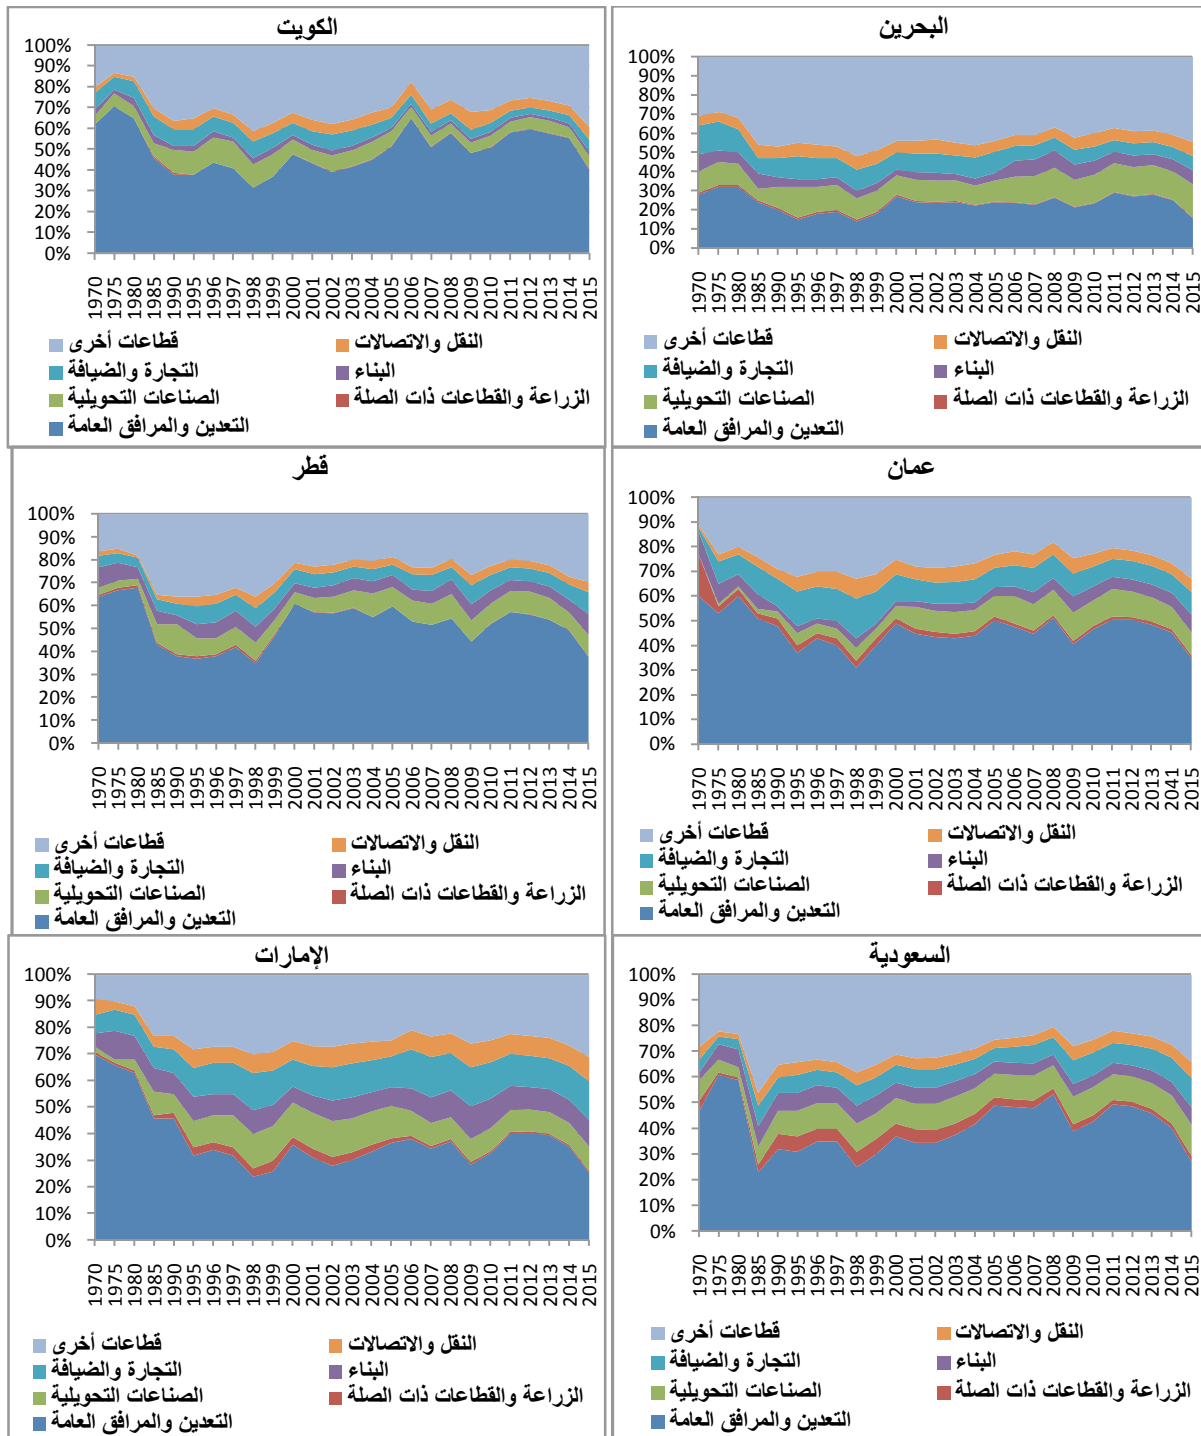 الكويت
100%
90%
80%
70%
60%
50%
40%
30%
20%
10%
0%
1970 1975 1980 1985 1990 1995 1996 1997 1998 1999 2000 2001 2002 2003 2004 2005 2006 2007 2008 2009 2010 2011 2012 2013 2014 2015
قطاعات أخرى
النقل والاتصالات
التجارة والضيافة
البناء
الصناعات التحويلية
الزراعة والقطاعات ذات الصلة
التعدين والمرافق العامة
البحرين
100%
90%
80%
70%
60%
50%
40%
30%
20%
10%
0%
1970 1975 1980 1985 1990 1995 1996 1997 1998 1999 2000 2001 2002 2003 2004 2005 2006 2007 2008 2009 2010 2011 2012 2013 2014 2015
قطاعات أخرى
النقل والاتصالات
التجارة والضيافة
البناء
الصناعات التحويلية
الزراعة والقطاعات ذات الصلة
التعدين والمرافق العامة
قطر
100%
90%
80%
70%
60%
50%
40%
30%
20%
10%
0%
1970 1975 1980 1985 1990 1995 1996 1997 1998 1999 2000 2001 2002 2003 2004 2005 2006 2007 2008 2009 2010 2011 2012 2013 2014 2015
قطاعات أخرى
النقل والاتصالات
التجارة والضيافة
البناء
الصناعات التحويلية
الزراعة والقطاعات ذات الصلة
التعدين والمرافق العامة
عمان
100%
90%
80%
70%
60%
50%
40%
30%
20%
10%
0%
1970 1975 1980 1985 1990 1995 1996 1997 1998 1999 2000 2001 2002 2003 2004 2005 2006 2007 2008 2009 2010 2011 2012 2013 2041 2015
قطاعات أخرى
النقل والاتصالات
التجارة والضيافة
البناء
الصناعات التحويلية
الزراعة والقطاعات ذات الصلة
التعدين والمرافق العامة
الإمارات
100%
90%
80%
70%
60%
50%
40%
30%
20%
10%
0%
1970 1975 1980 1985 1990 1995 1996 1997 1998 1999 2000 2001 2002 2003 2004 2005 2006 2007 2008 2009 2010 2011 2012 2013 2014 2015
قطاعات أخرى
النقل والاتصالات
التجارة والضيافة
البناء
الصناعات التحويلية
الزراعة والقطاعات ذات الصلة
التعدين والمرافق العامة
السعودية
100%
90%
80%
70%
60%
50%
40%
30%
20%
10%
0%
1970 1975 1980 1985 1990 1995 1996 1997 1998 1999 2000 2001 2002 2003 2004 2005 2006 2007 2008 2009 2010 2011 2012 2013 2014 2015
قطاعات أخرى
النقل والاتصالات
التجارة والضيافة
البناء
الصناعات التحويلية
الزراعة والقطاعات ذات الصلة
التعدين والمرافق العامة